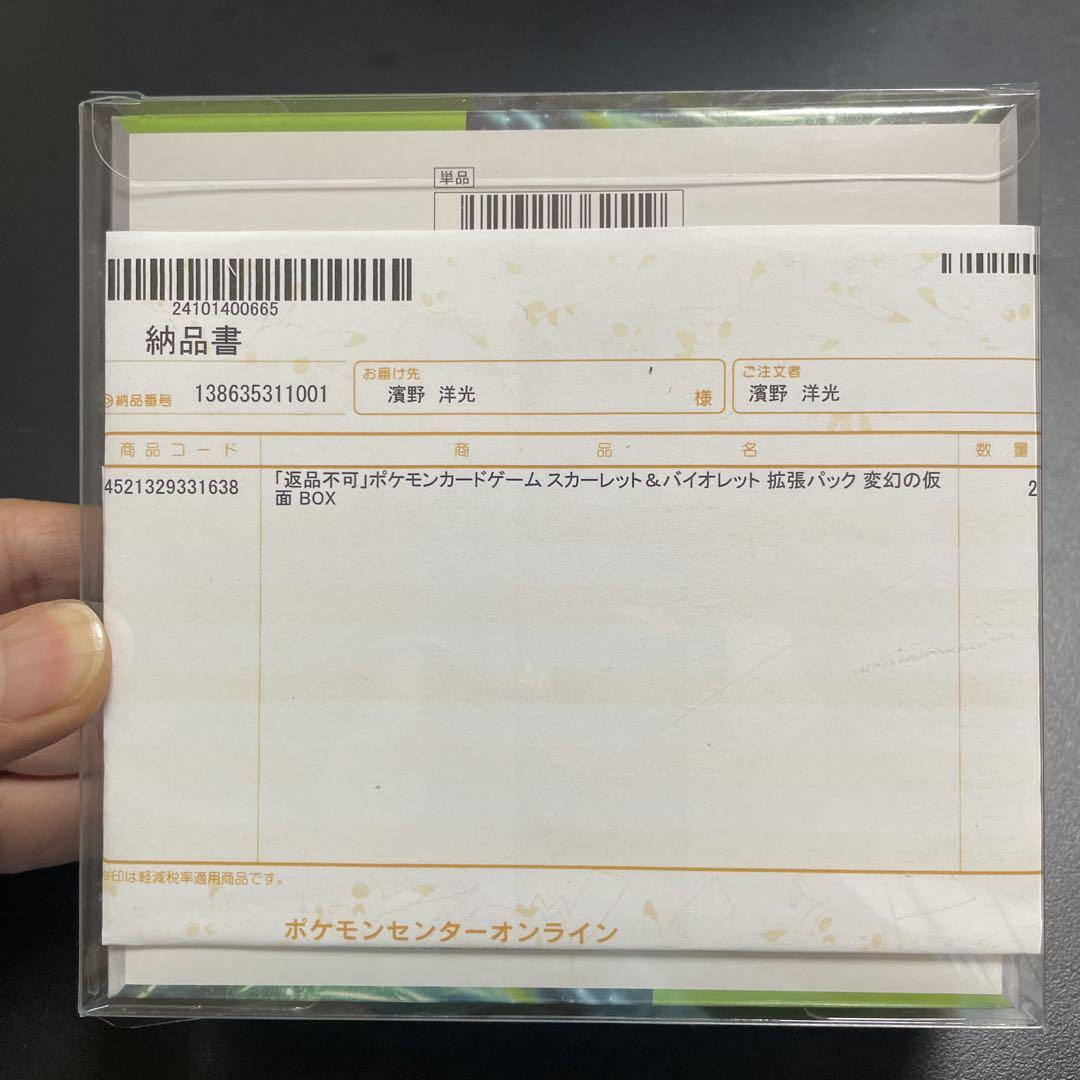 単品
24101400665
納品書
納品番号 138635311001
お届け先
濱野 洋光 様
ご注文者
濱野 洋光
商品コード 商品名 数量
4521329331638 「返品不可」ポケモンカードゲーム スカーレット＆バイオレット 拡張パック 変幻の仮 2
面 BOX
※印は軽減税率適用商品です。
ポケモンセンターオンライン